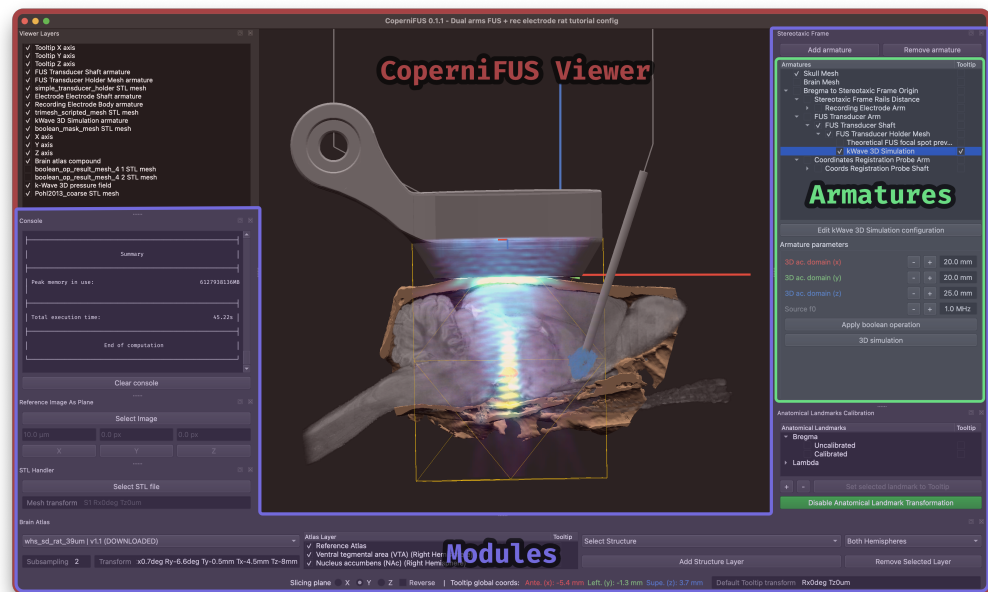 CoperniFUS 0.1.1 - Dual arms FUS + rec electrode rat tutorial config
Viewer Layers
✓ Tooltip X axis
✓ Tooltip Y axis
✓ Tooltip Z axis
✓ FUS Transducer Shaft armature
✓ FUS Transducer Holder Mesh armature
✓ simple_transducer_holder STL mesh
✓ Electrode Electrode Shaft armature
✓ Recording Electrode Body armature
✓ trimesh_scripted_mesh STL mesh
✓ kWave 3D Simulation armature
✓ boolean_mask_mesh STL mesh
✓ X axis
✓ Y axis
✓ Z axis
✓ Brain atlas compound
boolean_op_result_mesh_4 1 STL mesh
boolean_op_result_mesh_4 2 STL mesh
✓ k-Wave 3D pressure field
✓ Pohl2013_coarse STL mesh
Console
Summary
Peak memory in use: 6127938136MB
Total execution time: 45.22s
End of computation
Clear console
Reference Image As Plane
Select Image
10.0 um 0.0 px 0.0 px
X Y Z
STL Handler
Select STL file
Mesh transform S1 Rx0deg Tz0um
CoperniFUS Viewer
Stereotaxic Frame
Add armature Remove armature
Armatures Tooltip
✓ Skull Mesh
Brain Mesh
Bregma to Stereotaxic Frame Origin
Stereotaxic Frame Rails Distance
Recording Electrode Arm
FUS Transducer Arm
✓ FUS Transducer Shaft
✓ FUS Transducer Holder Mesh
Theoretical FUS focal spot prev...
✓ kWave 3D Simulation ✓
Coordinates Registration Probe Arm
Coords Registration Probe Shaft
Armatures
Edit kWave 3D Simulation configuration
Armature parameters
3D ac. domain (x) - + 20.0 mm
3D ac. domain (y) - + 20.0 mm
3D ac. domain (z) - + 25.0 mm
Source f0 - + 1.0 MHz
Apply boolean operation
3D simulation
Anatomical Landmarks Calibration
Anatomical Landmarks Tooltip
Bregma
Uncalibrated
Calibrated
Lambda
+ - Set selected landmark to Tooltip
Disable Anatomical Landmark Transformation
Brain Atlas
whs_sd_rat_39um | v1.1 (DOWNLOADED)
Subsampling 2 Transform x0.7deg Ry-6.6deg Ty-0.5mm Tx-4.5mm Tz-8mm
Atlas Layer Tooltip
✓ Reference Atlas
✓ Ventral tegmental area (VTA) (Right Hem
✓ Nucleus accumbens (NAc) (Right Hemi
Modules
Select Structure Both Hemispheres
Add Structure Layer Remove Selected Layer
Slicing plane X Y Z Reverse | Tooltip global coords: Ante. (x): -5.4 mm Left. (y): -1.3 mm Supe. (z): 3.7 mm Default Tooltip transform Rx0deg Tz0um